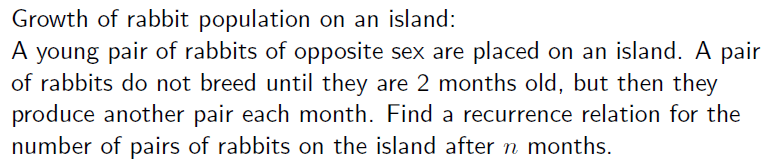 Growth of rabbit population on an island:
A young pair of rabbits of opposite sex are placed on an island. A pair
of rabbits do not breed until they are 2 months old, but then they
produce another pair each month. Find a recurrence relation for the
number of pairs of rabbits on the island after n months.